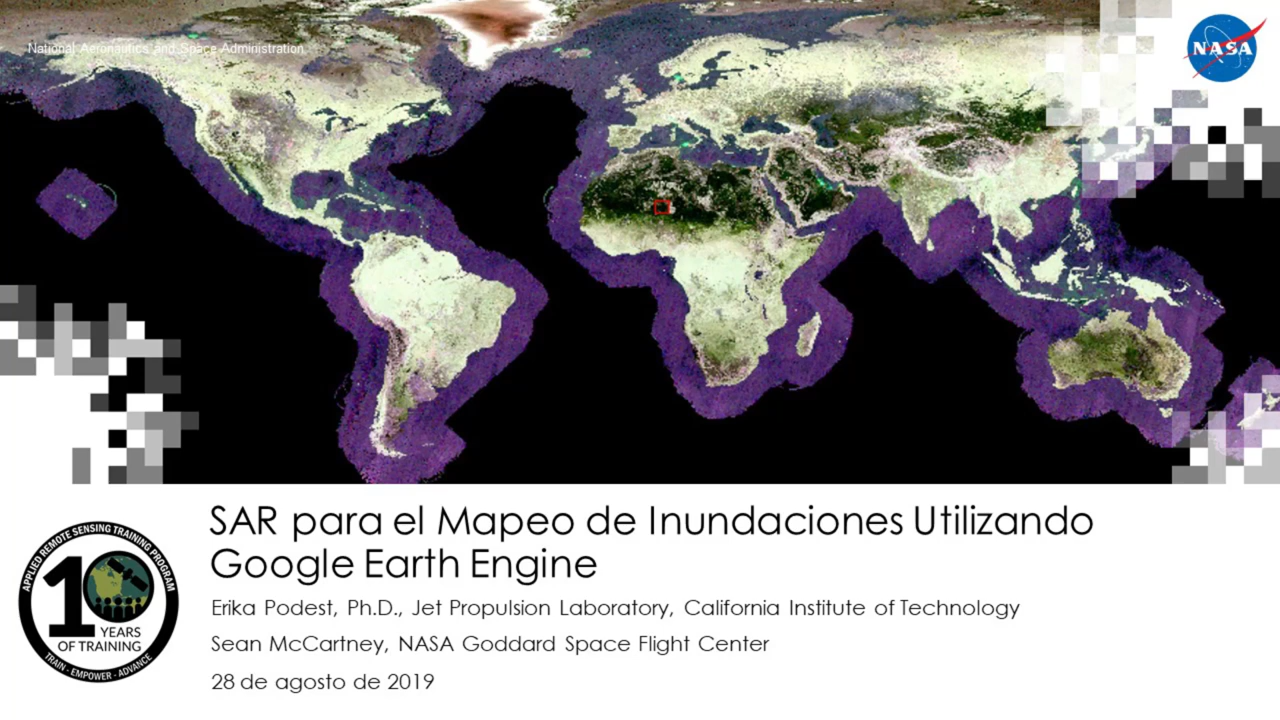 National Aeronautics and Space Administration
NASA
SAR para el Mapeo de Inundaciones Utilizando
Google Earth Engine
Erika Podest, Ph.D., Jet Propulsion Laboratory, California Institute of Technology
Sean McCartney, NASA Goddard Space Flight Center
28 de agosto de 2019
APPLIED REMOTE SENSING TRAINING PROGRAM
10
YEARS
OF TRAINING
TRAIN - EMPOWER - ADVANCE